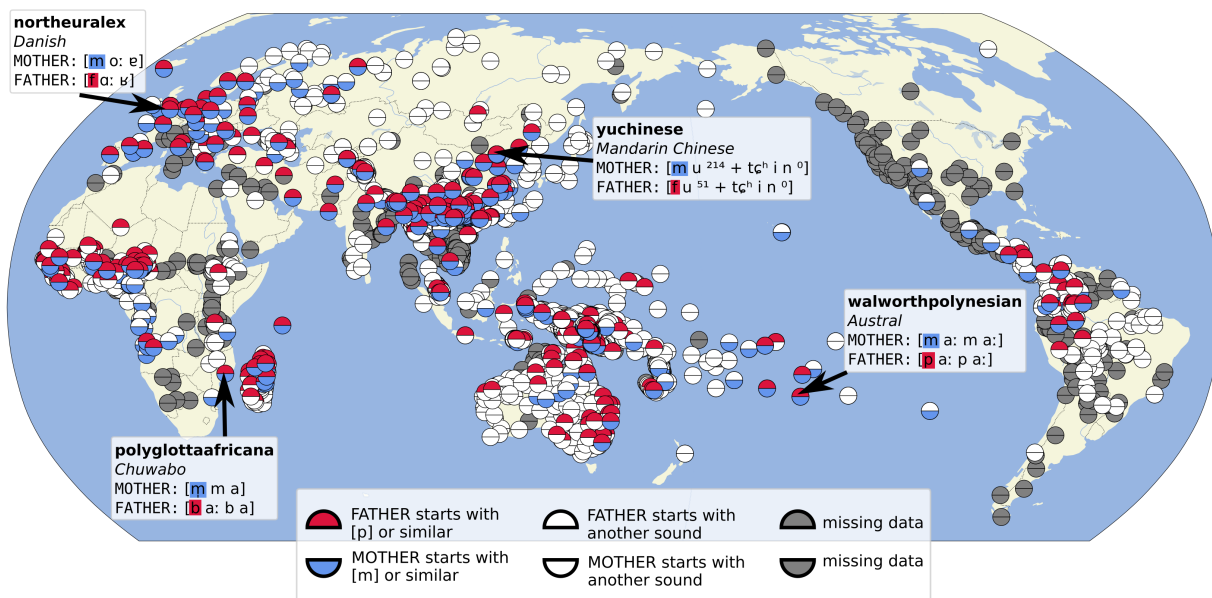 northeuralex
Danish
MOTHER: [m oː ɐ]
FATHER: [f ɑː ʁ]
yuchinese
Mandarin Chinese
MOTHER: [m u ²¹⁴ + tɕʰ i n ⁰]
FATHER: [f u ⁵¹ + tɕʰ i n ⁰]
walworthpolynesian
Austral
MOTHER: [m aː m aː]
FATHER: [p aː p aː]
polyglottaafricana
Chuwabo
MOTHER: [m̩ m a]
FATHER: [b aː b a]
FATHER starts with
[p] or similar
FATHER starts with
another sound
missing data
MOTHER starts with
[m] or similar
MOTHER starts with
another sound
missing data